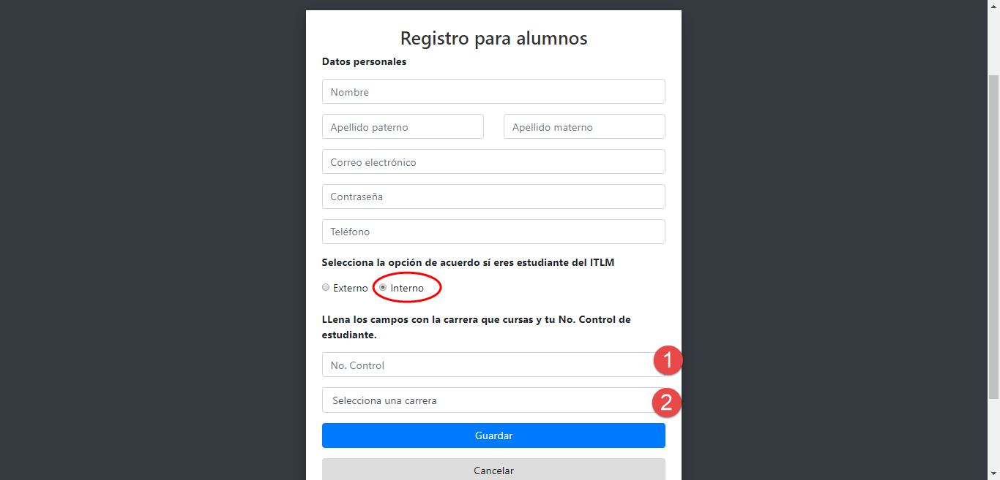 Registro para alumnos
Datos personales
Nombre
Apellido paterno Apellido materno
Correo electrónico
Contraseña
Teléfono
Selecciona la opción de acuerdo sí eres estudiante del ITLM
Externo Interno
LLena los campos con la carrera que cursas y tu No. Control de
estudiante.
No. Control 1
Selecciona una carrera 2
Guardar
Cancelar